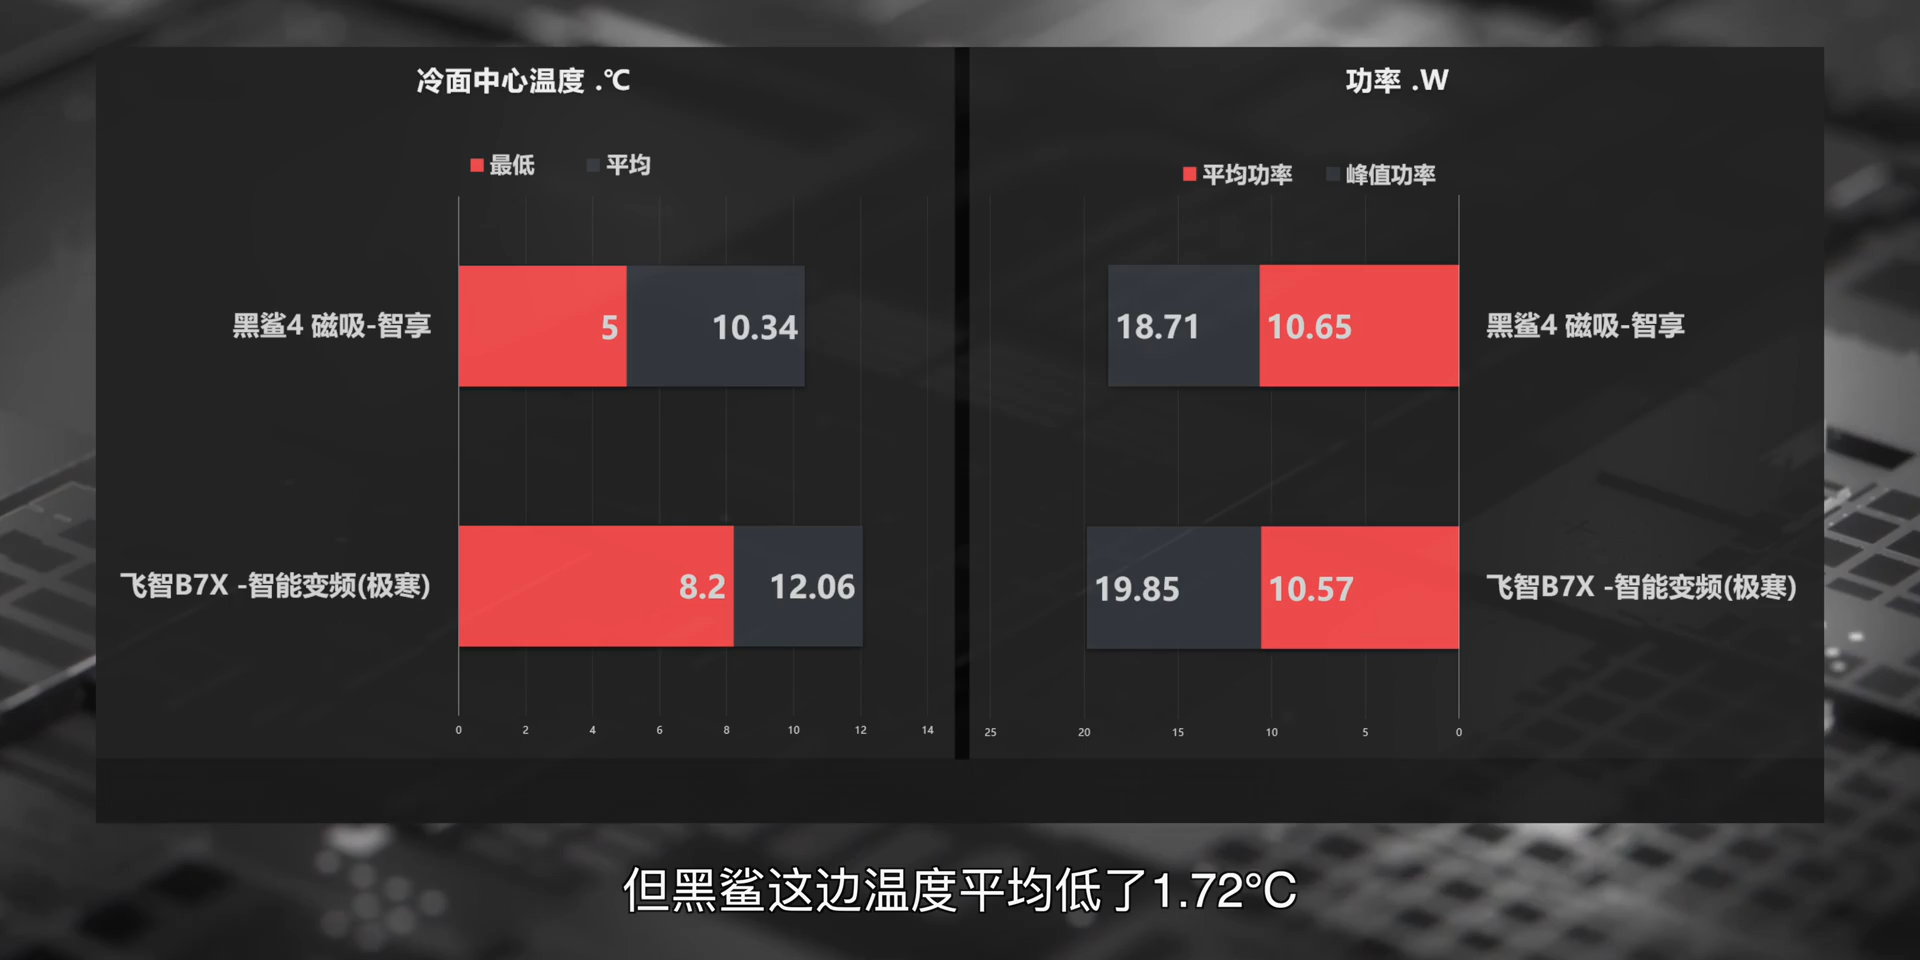 冷面中心温度 .℃
最低 平均
黑鲨4 磁吸-智享
5 10.34
飞智B7X -智能变频(极寒)
8.2 12.06
0 2 4 6 8 10 12 14
功率 .W
平均功率 峰值功率
18.71 10.65
黑鲨4 磁吸-智享
19.85 10.57
飞智B7X -智能变频(极寒)
25 20 15 10 5 0
但黑鲨这边温度平均低了1.72°C